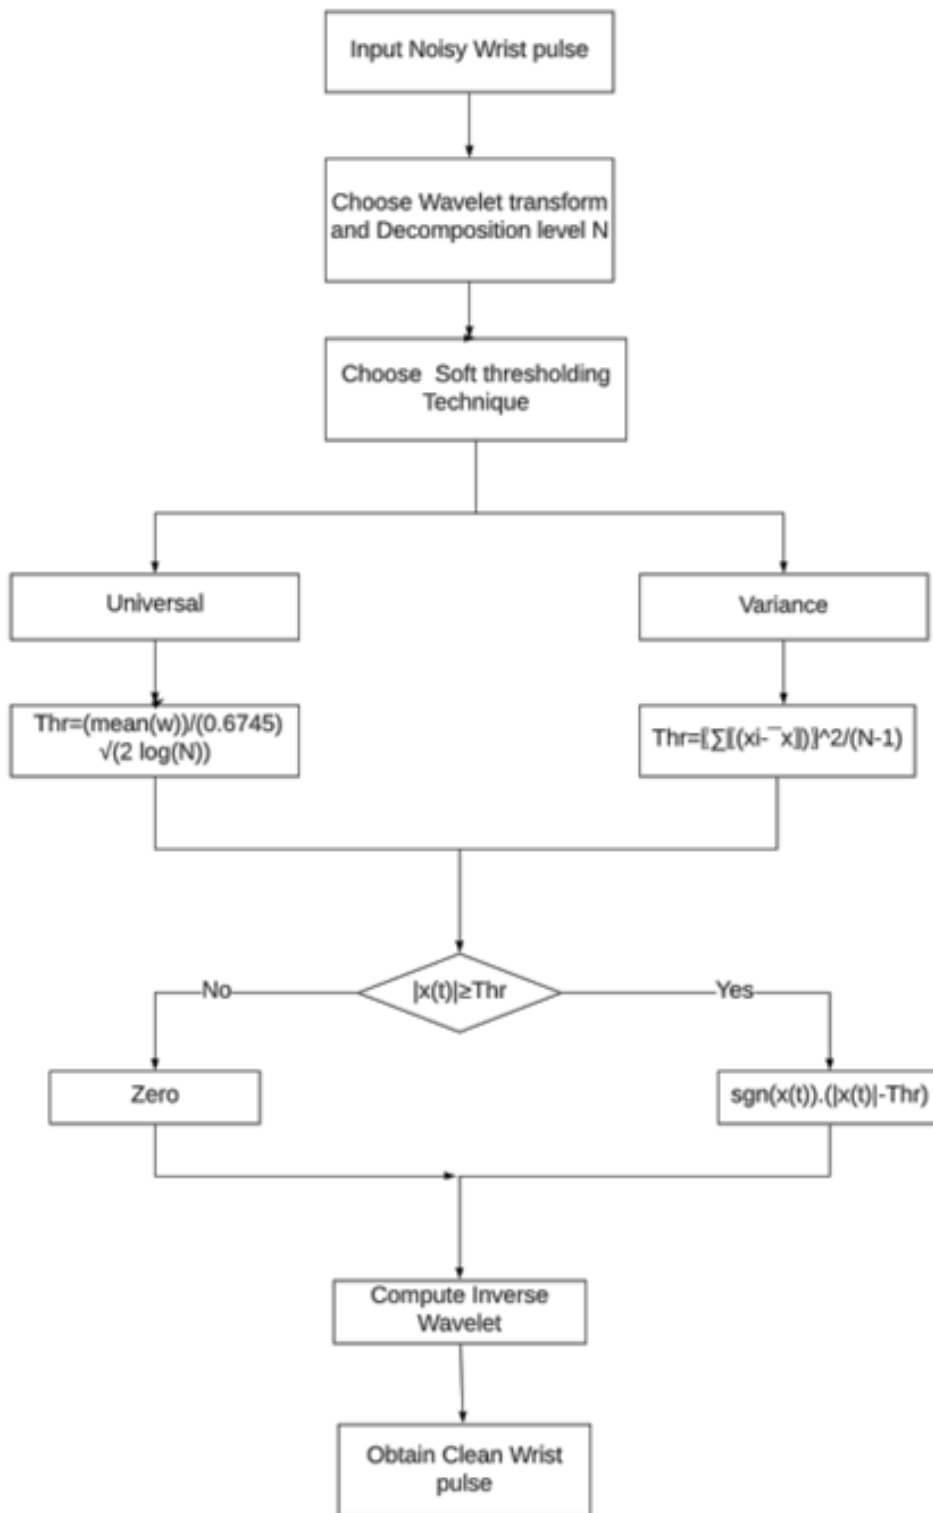 Input Noisy Wrist pulse
Choose Wavelet transform
and Decomposition level N
Choose Soft thresholding
Technique
Universal
Variance
Thr=(mean(w))/(0.6745)
√(2 log(N))
Thr=⟦∑⟦(xi-¯x⟧)⟧^2/(N-1)
|x(t)|≥Thr
No
Yes
Zero
sgn(x(t)).(|x(t)|-Thr)
Compute Inverse
Wavelet
Obtain Clean Wrist
pulse